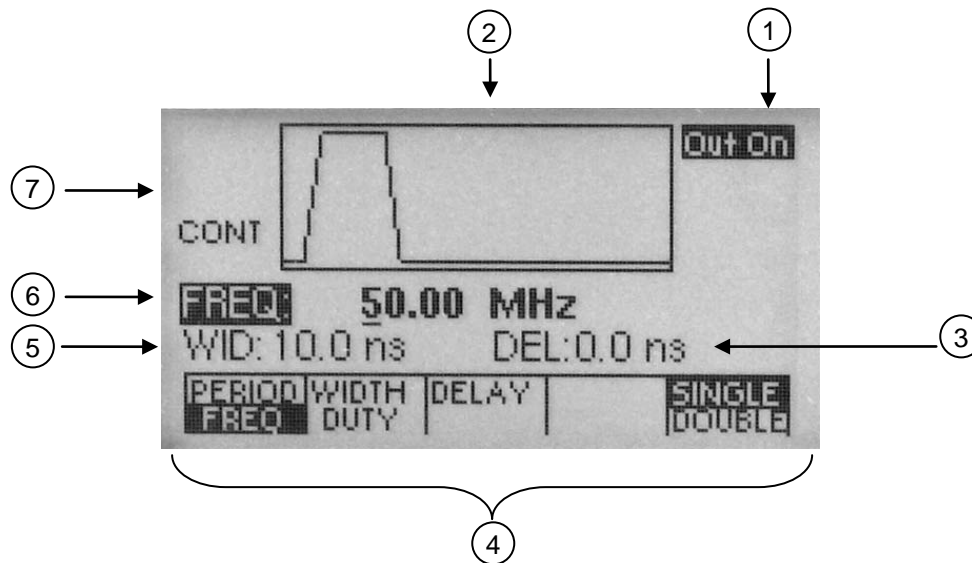 2
1
Out On
7
CONT
6
FREQ: 50.00 MHz
5
WID: 10.0 ns DEL:0.0 ns
3
PERIOD WIDTH DELAY SINGLE
FREQ DUTY DOUBLE
4